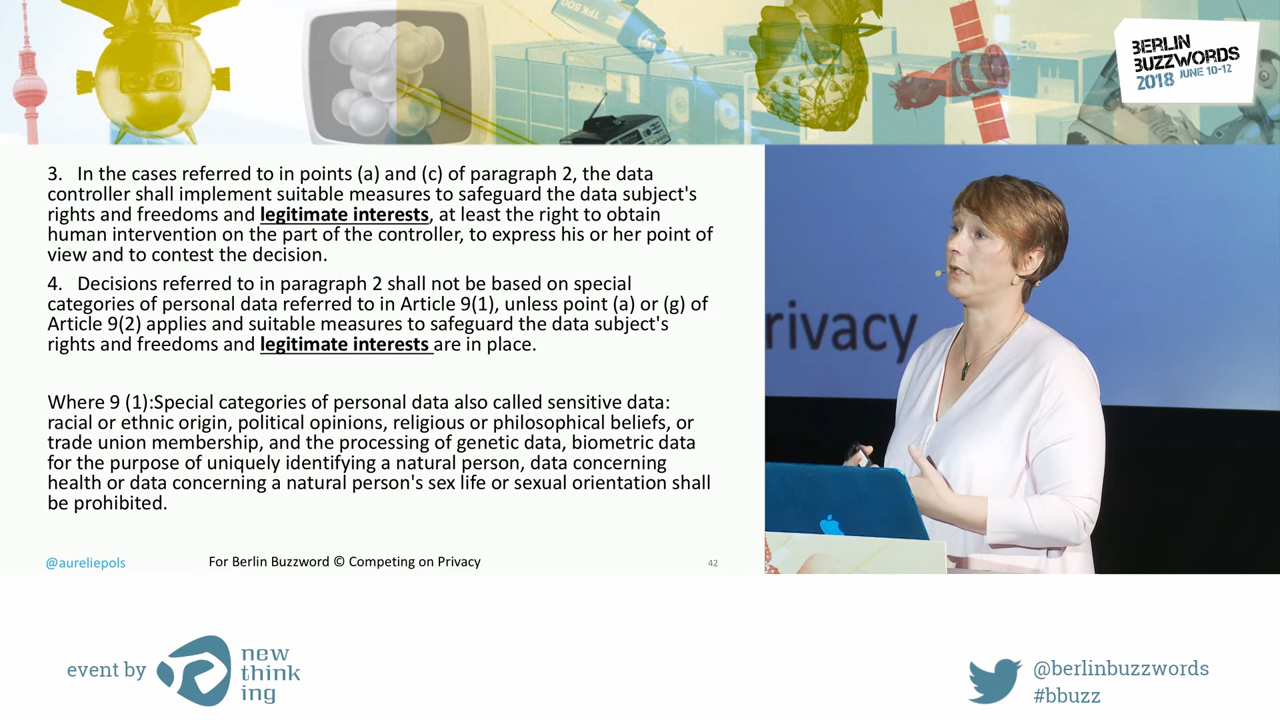 BERLIN
BUZZWORDS
2018 JUNE 10-12
TPX 500
3. In the cases referred to in points (a) and (c) of paragraph 2, the data
controller shall implement suitable measures to safeguard the data subject's
rights and freedoms and legitimate interests, at least the right to obtain
human intervention on the part of the controller, to express his or her point of
view and to contest the decision.
4. Decisions referred to in paragraph 2 shall not be based on special
categories of personal data referred to in Article 9(1), unless point (a) or (g) of
Article 9(2) applies and suitable measures to safeguard the data subject's
rights and freedoms and legitimate interests are in place.
Where 9 (1):Special categories of personal data also called sensitive data:
racial or ethnic origin, political opinions, religious or philosophical beliefs, or
trade union membership, and the processing of genetic data, biometric data
for the purpose of uniquely identifying a natural person, data concerning
health or data concerning a natural person's sex life or sexual orientation shall
be prohibited.
@aureliepols
For Berlin Buzzword © Competing on Privacy
42
rivacy
event by
new
think
ing
@berlinbuzzwords
#bbuzz